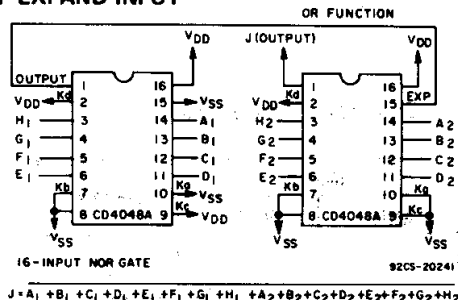 EXPAND INPUT
OR FUNCTION
VDD
J(OUTPUT)
VDD
OUTPUT
1
16
1
16
EXP
VDD
Kd
2
15
VSS
VDD
Kd
2
15
H1
3
14
A1
H2
3
14
A2
G1
4
13
B1
G2
4
13
B2
F1
5
12
C1
F2
5
12
C2
E1
6
11
D1
E2
6
11
D2
Kb
7
10
Ka
VSS
Kb
7
10
Ka
8
CD4048A
9
Kc
VDD
8
CD4048A
9
Kc
VSS
VSS
VSS
16-INPUT NOR GATE
92CS-20241
J=A1+B1+C1+D1+E1+F1+G1+H1+A2+B2+C2+D2+E2+F2+G2+H2